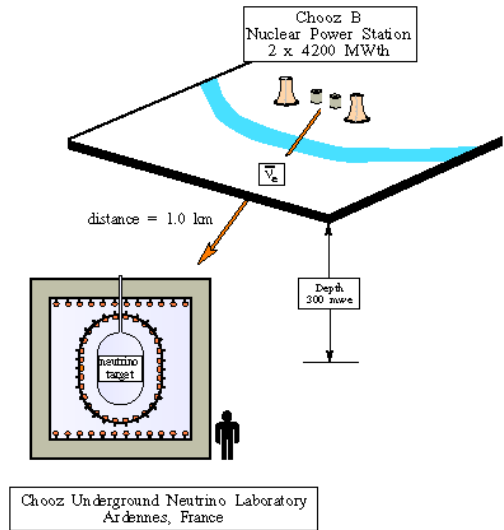 Chooz B
Nuclear Power Station
2 x 4200 MWth
ν̅e
distance = 1.0 km
Depth
300 mwe
neutrino
target
Chooz Underground Neutrino Laboratory
Ardennes, France